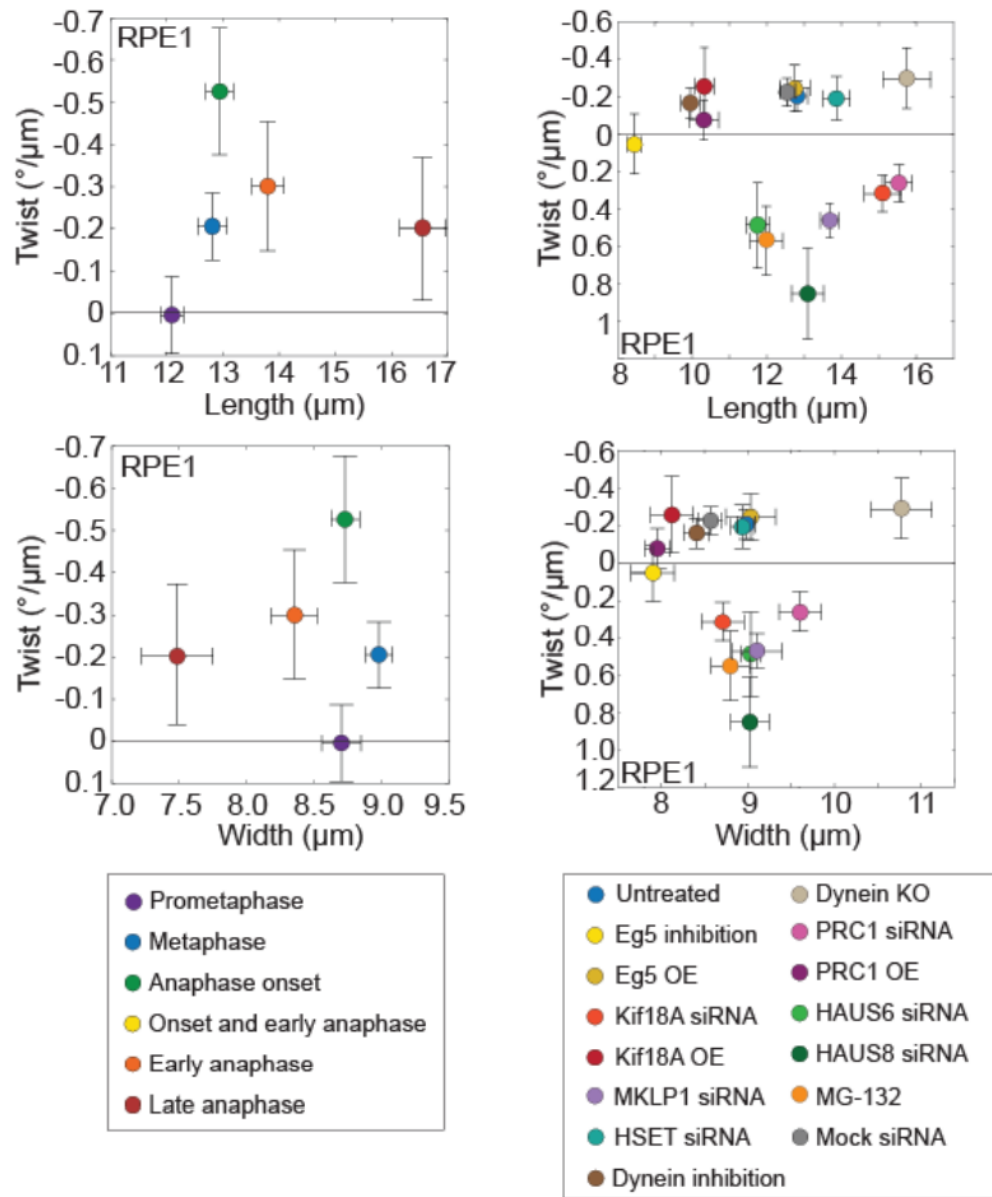 -0.7
-0.6
-0.5
-0.4
-0.3
-0.2
-0.1
0
0.1
Twist (°/μm)
RPE1
11 12 13 14 15 16 17
Length (μm)
-0.6
-0.4
-0.2
0
0.2
0.4
0.6
0.8
1
Twist (°/μm)
RPE1
8 10 12 14 16
Length (μm)
-0.7
-0.6
-0.5
-0.4
-0.3
-0.2
-0.1
0
0.1
Twist (°/μm)
RPE1
7.0 7.5 8.0 8.5 9.0 9.5
Width (μm)
-0.6
-0.4
-0.2
0
0.2
0.4
0.6
0.8
1.0
1.2
Twist (°/μm)
RPE1
8 9 10 11
Width (μm)
Prometaphase
Metaphase
Anaphase onset
Onset and early anaphase
Early anaphase
Late anaphase
Untreated
Eg5 inhibition
Eg5 OE
Kif18A siRNA
Kif18A OE
MKLP1 siRNA
HSET siRNA
Dynein inhibition
Dynein KO
PRC1 siRNA
PRC1 OE
HAUS6 siRNA
HAUS8 siRNA
MG-132
Mock siRNA